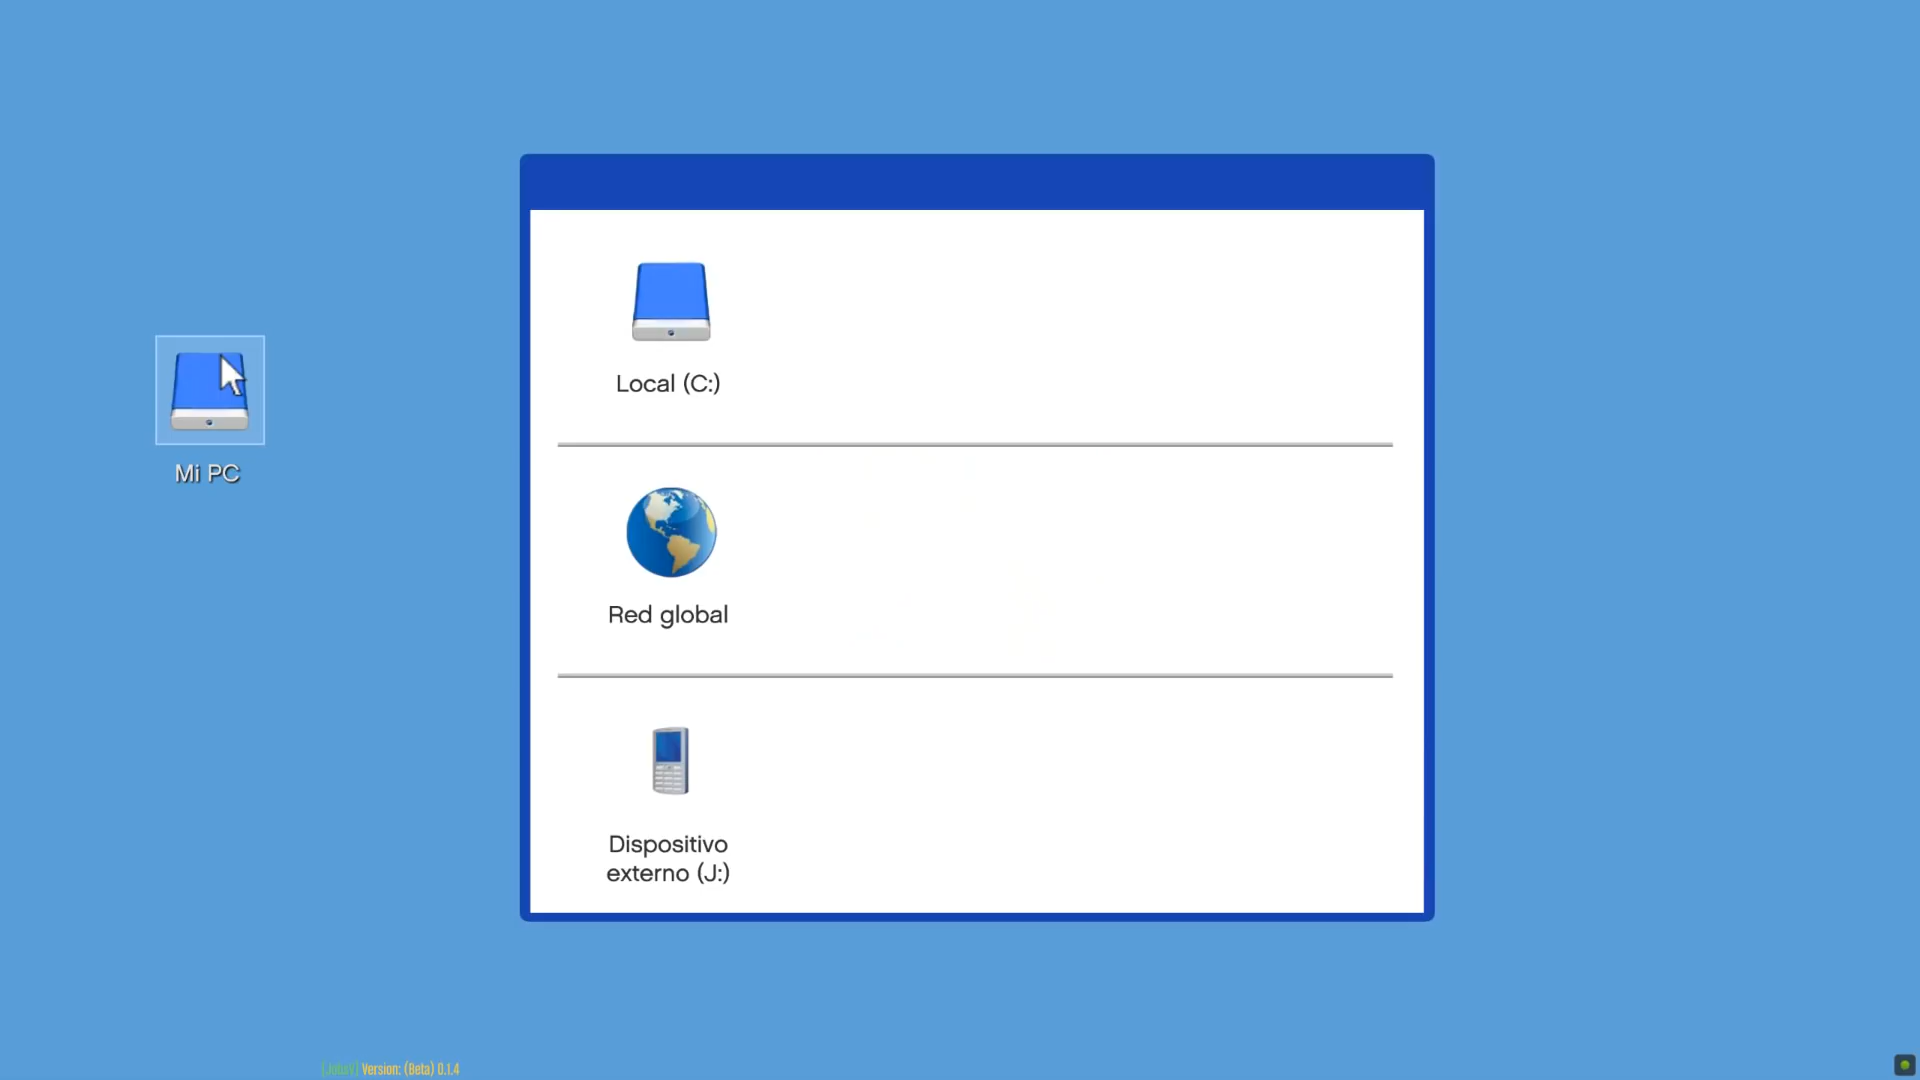 Local (C:)
Mi PC
Red global
Dispositivo
externo (J:)
Version: (Beta) 0.1.4